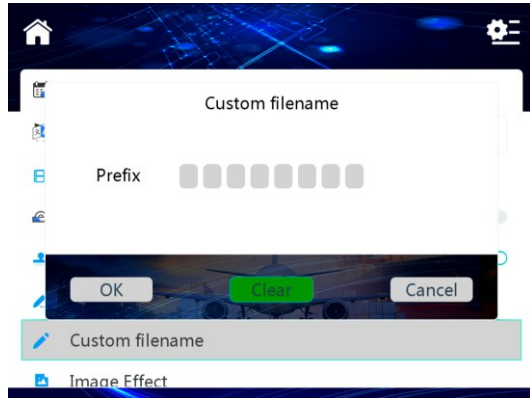 Custom filename
Prefix
OK
Clear
Cancel
Custom filename
Image Effect